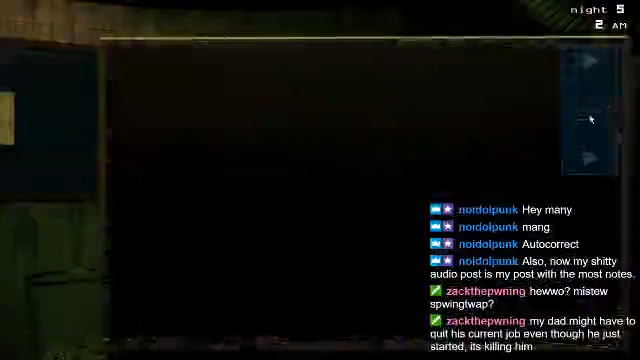 night 5
2 AM
noidolpunk Hey many
noidolpunk mang
noidolpunk Autocorrect
noidolpunk Also, now my shitty
audio post is my post with the most notes.
zackthepwning hewwo? mistew
spwingtwap?
zackthepwning my dad might have to
quit his current job even though he just
started, its killing him